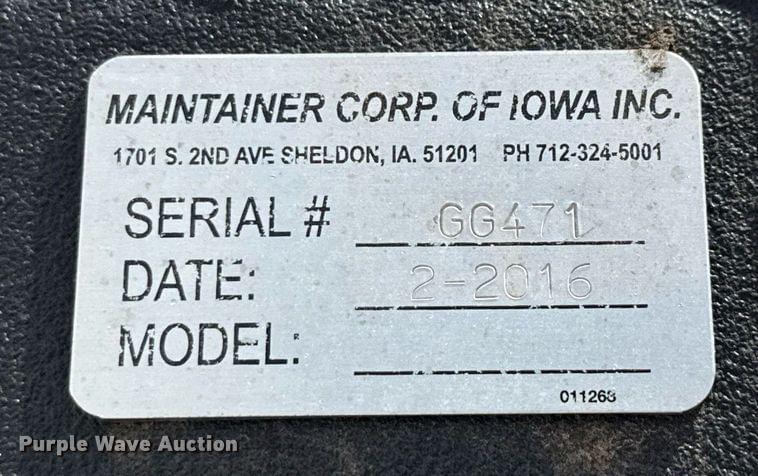 MAINTAINER CORP. OF IOWA INC.
1701 S. 2ND AVE SHELDON, IA. 51201 PH 712-324-5001
SERIAL # GG471
DATE: 2-2016
MODEL:
011268
Purple Wave Auction